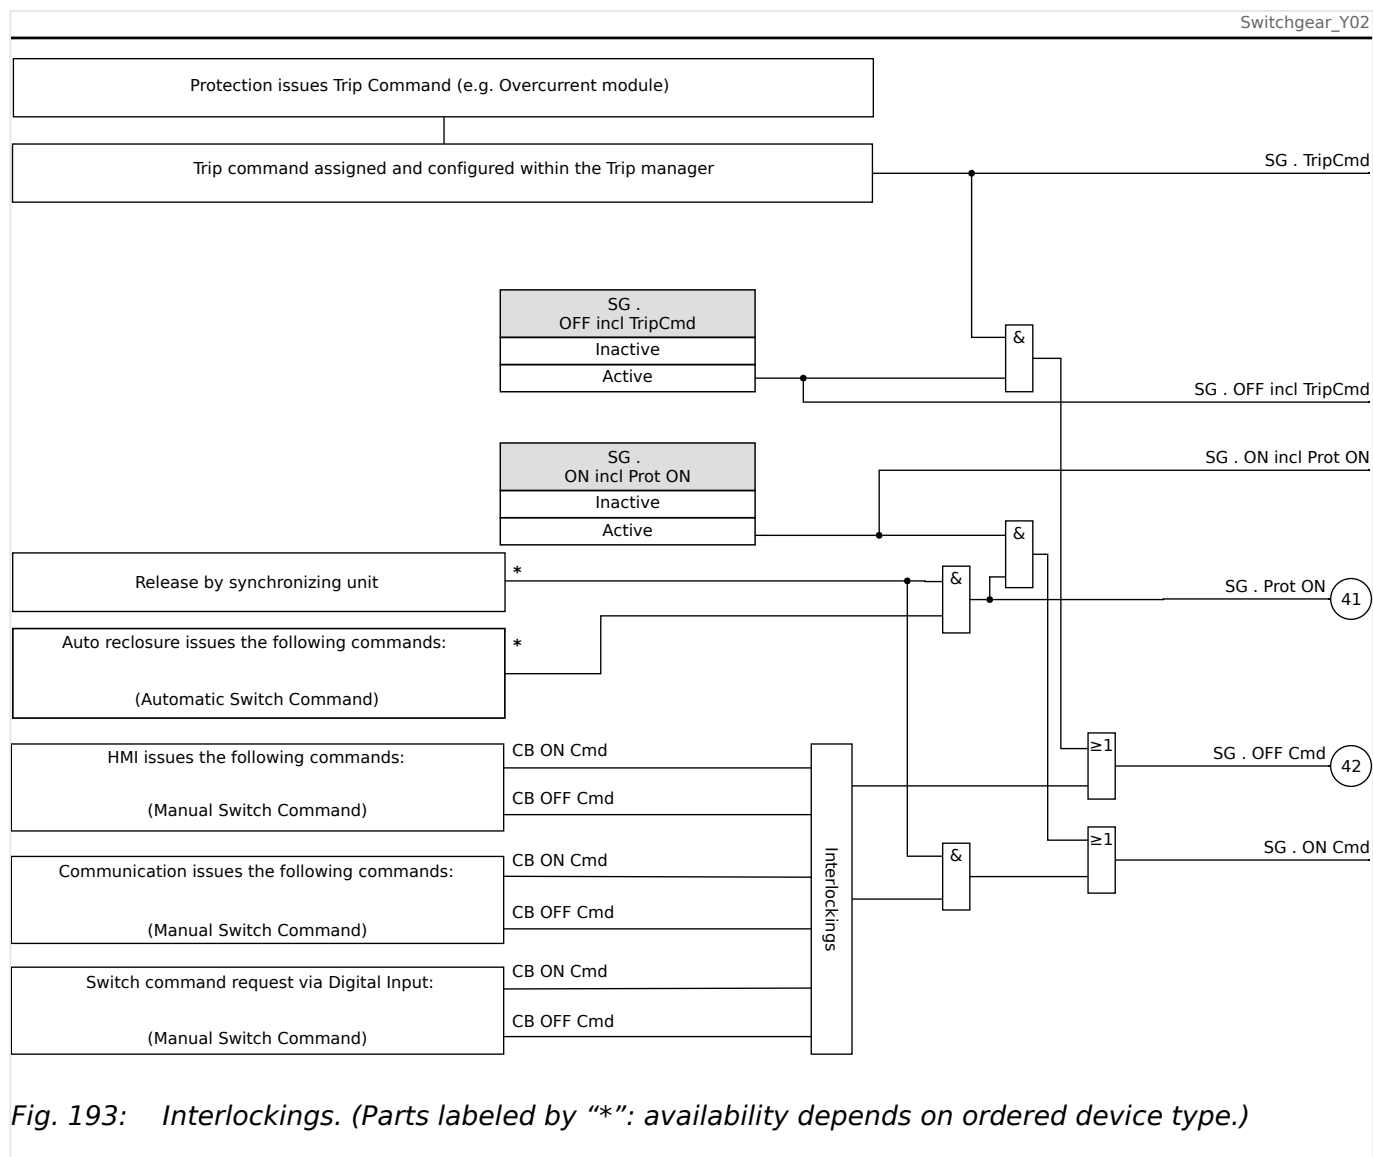 Switchgear_Y02
Protection issues Trip Command (e.g. Overcurrent module)
Trip command assigned and configured within the Trip manager
SG . TripCmd
SG .
OFF incl TripCmd
Inactive
Active
&
SG . OFF incl TripCmd
SG .
ON incl Prot ON
Inactive
Active
SG . ON incl Prot ON
&
Release by synchronizing unit
*
&
SG . Prot ON
41
Auto reclosure issues the following commands:
*
(Automatic Switch Command)
HMI issues the following commands:
(Manual Switch Command)
CB ON Cmd
CB OFF Cmd
≥1
SG . OFF Cmd
42
Communication issues the following commands:
(Manual Switch Command)
CB ON Cmd
CB OFF Cmd
Interlockings
&
≥1
SG . ON Cmd
Switch command request via Digital Input:
(Manual Switch Command)
CB ON Cmd
CB OFF Cmd
Fig. 193: Interlockings. (Parts labeled by “*”: availability depends on ordered device type.)